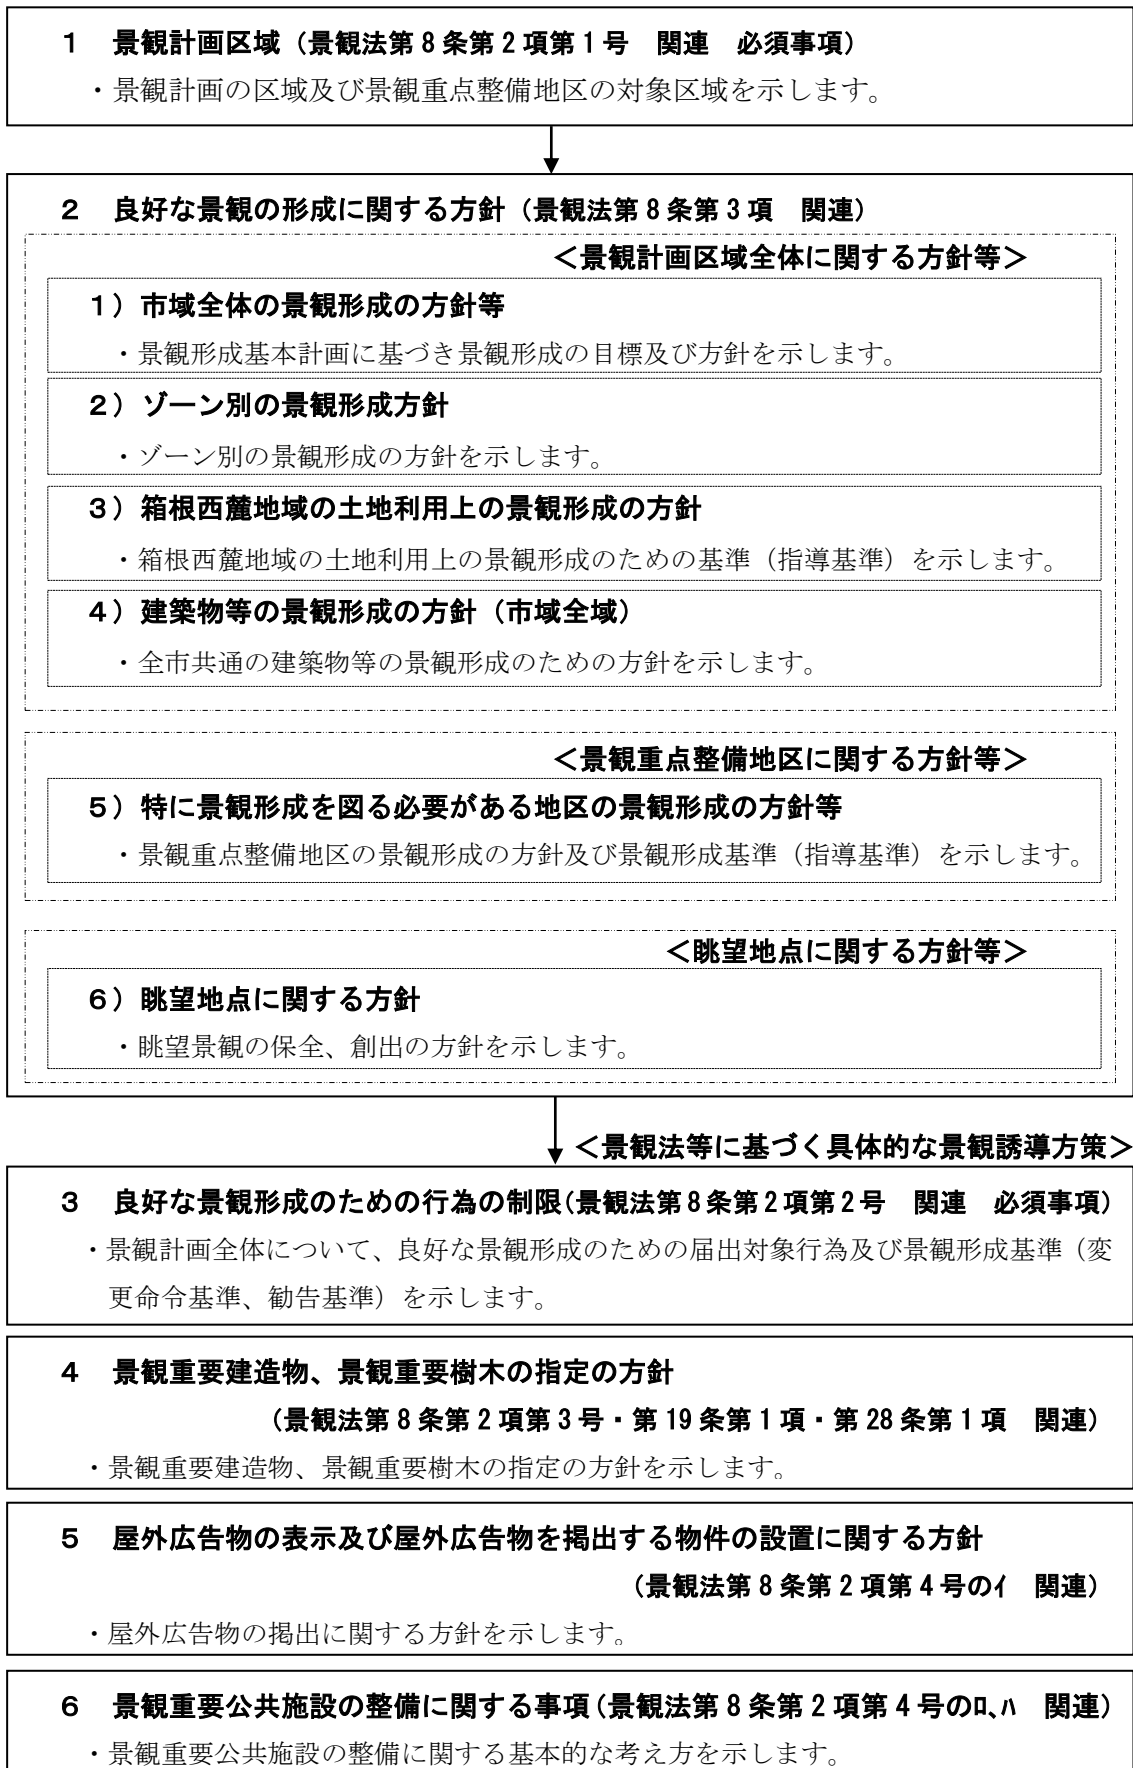 １　景観計画区域（景観法第８条第２項第１号　関連　必須事項）
・景観計画の区域及び景観重点整備地区の対象区域を示します。
２　良好な景観の形成に関する方針（景観法第８条第３項　関連）
＜景観計画区域全体に関する方針等＞
１）市域全体の景観形成の方針等
・景観形成基本計画に基づき景観形成の目標及び方針を示します。
２）ゾーン別の景観形成方針
・ゾーン別の景観形成の方針を示します。
３）箱根西麓地域の土地利用上の景観形成の方針
・箱根西麓地域の土地利用上の景観形成のための基準（指導基準）を示します。
４）建築物等の景観形成の方針（市域全域）
・全市共通の建築物等の景観形成のための方針を示します。
＜景観重点整備地区に関する方針等＞
５）特に景観形成を図る必要がある地区の景観形成の方針等
・景観重点整備地区の景観形成の方針及び景観形成基準（指導基準）を示します。
＜眺望地点に関する方針等＞
６）眺望地点に関する方針
・眺望景観の保全、創出の方針を示します。
＜景観法等に基づく具体的な景観誘導方策＞
３　良好な景観形成のための行為の制限（景観法第８条第２項第２号　関連　必須事項）
・景観計画全体について、良好な景観形成のための届出対象行為及び景観形成基準（変
更命令基準、勧告基準）を示します。
４　景観重要建造物、景観重要樹木の指定の方針
（景観法第８条第２項第３号・第19条第１項・第28条第１項　関連）
・景観重要建造物、景観重要樹木の指定の方針を示します。
５　屋外広告物の表示及び屋外広告物を掲出する物件の設置に関する方針
（景観法第８条第２項第４号のイ　関連）
・屋外広告物の掲出に関する方針を示します。
６　景観重要公共施設の整備に関する事項（景観法第８条第２項第４号のロ、ハ　関連）
・景観重要公共施設の整備に関する基本的な考え方を示します。